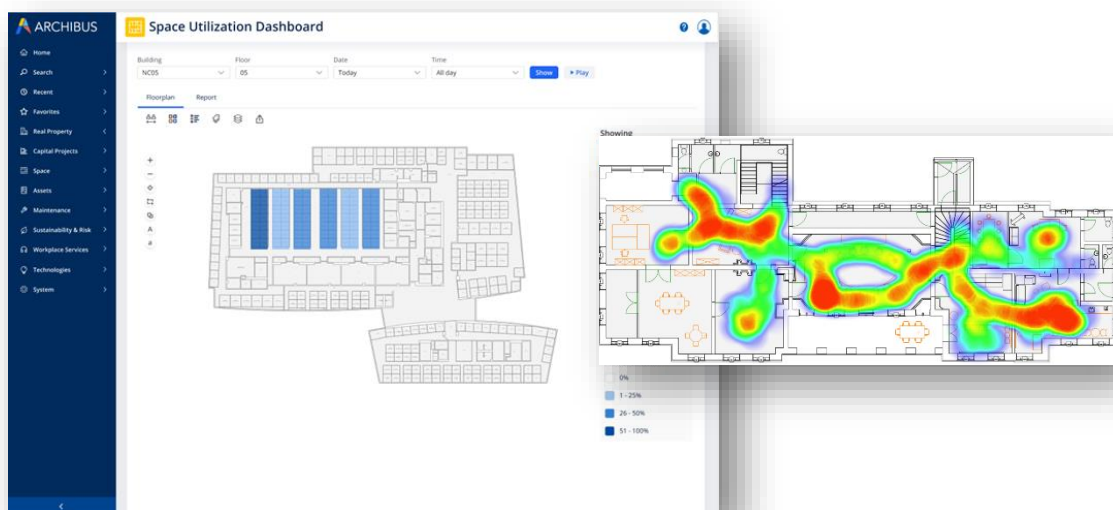 ARCHIBUS
Space Utilization Dashboard
Home
Search
Recent
Favorites
Real Property
Capital Projects
Space
Assets
Maintenance
Sustainability & Risk
Workplace Services
Technologies
System
Building
Floor
Date
Time
NC05
05
Today
All day
Show
Play
Floorplan
Report
A
Showing
0%
1 - 25%
26 - 50%
51 - 100%